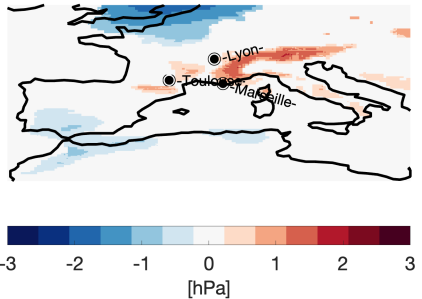 -Lyon-
-Toulouse-
-Marseille-
-3 -2 -1 0 1 2 3
[hPa]